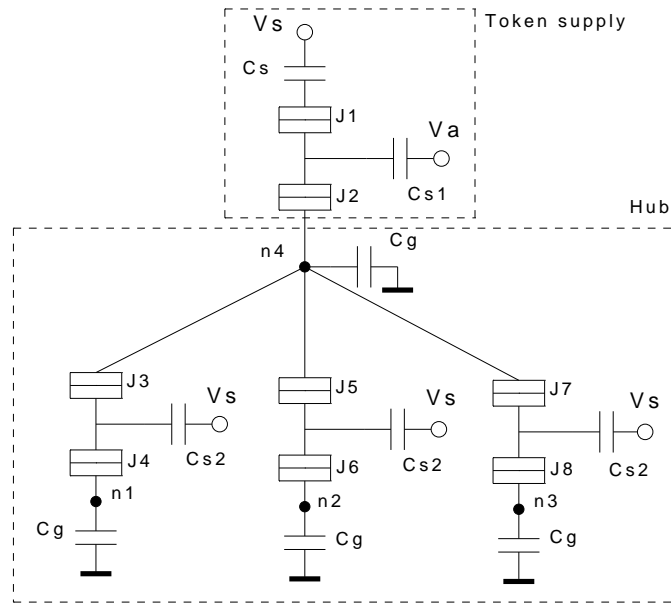 Vs
Token supply
Cs
J1
Va
Cs1
J2
Hub
n4
Cg
J3
J5
J7
Vs
Vs
Vs
Cs2
Cs2
Cs2
J4
J6
J8
n1
n2
n3
Cg
Cg
Cg